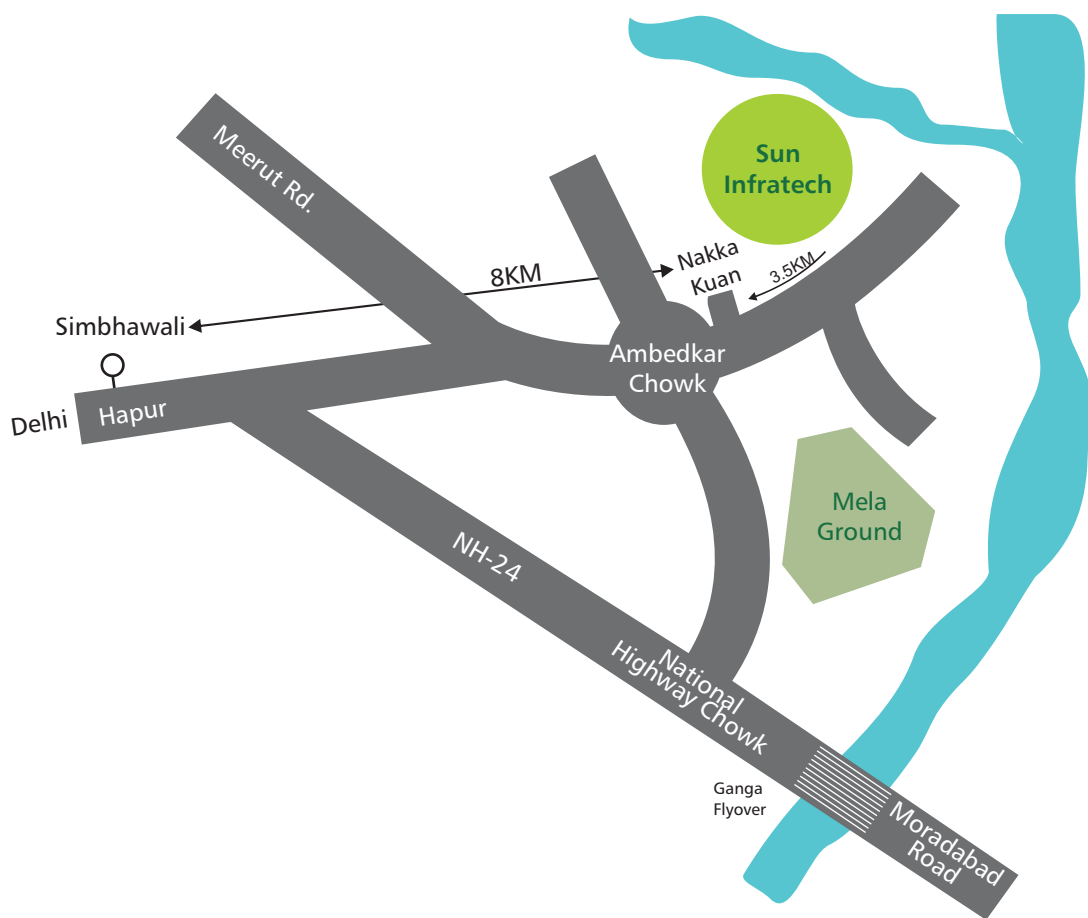 Sun
Infratech
Meerut Rd.
Nakka
Kuan
3.5KM
8KM
Simbhawali
Ambedkar
Chowk
Delhi
Hapur
Mela
Ground
NH-24
National
Highway Chowk
Ganga
Flyover
Moradabad
Road